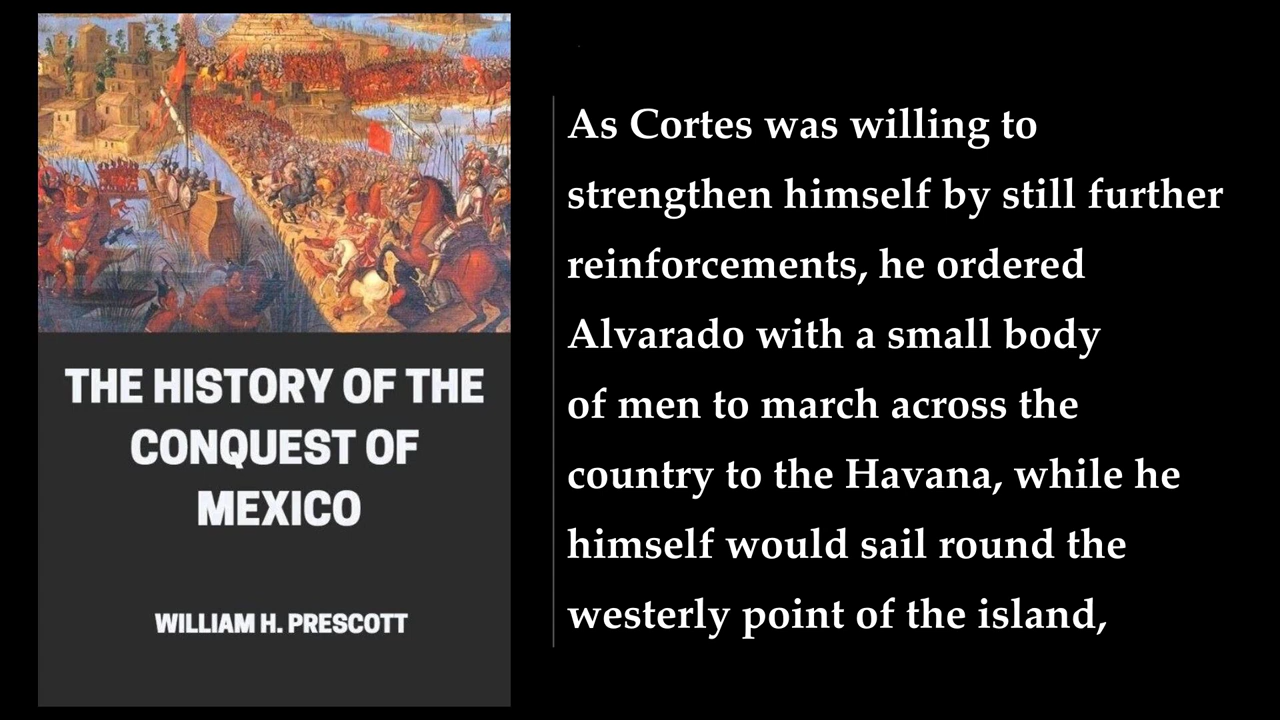 THE HISTORY OF THE
CONQUEST OF
MEXICO
WILLIAM H. PRESCOTT
As Cortes was willing to
strengthen himself by still further
reinforcements, he ordered
Alvarado with a small body
of men to march across the
country to the Havana, while he
himself would sail round the
westerly point of the island,